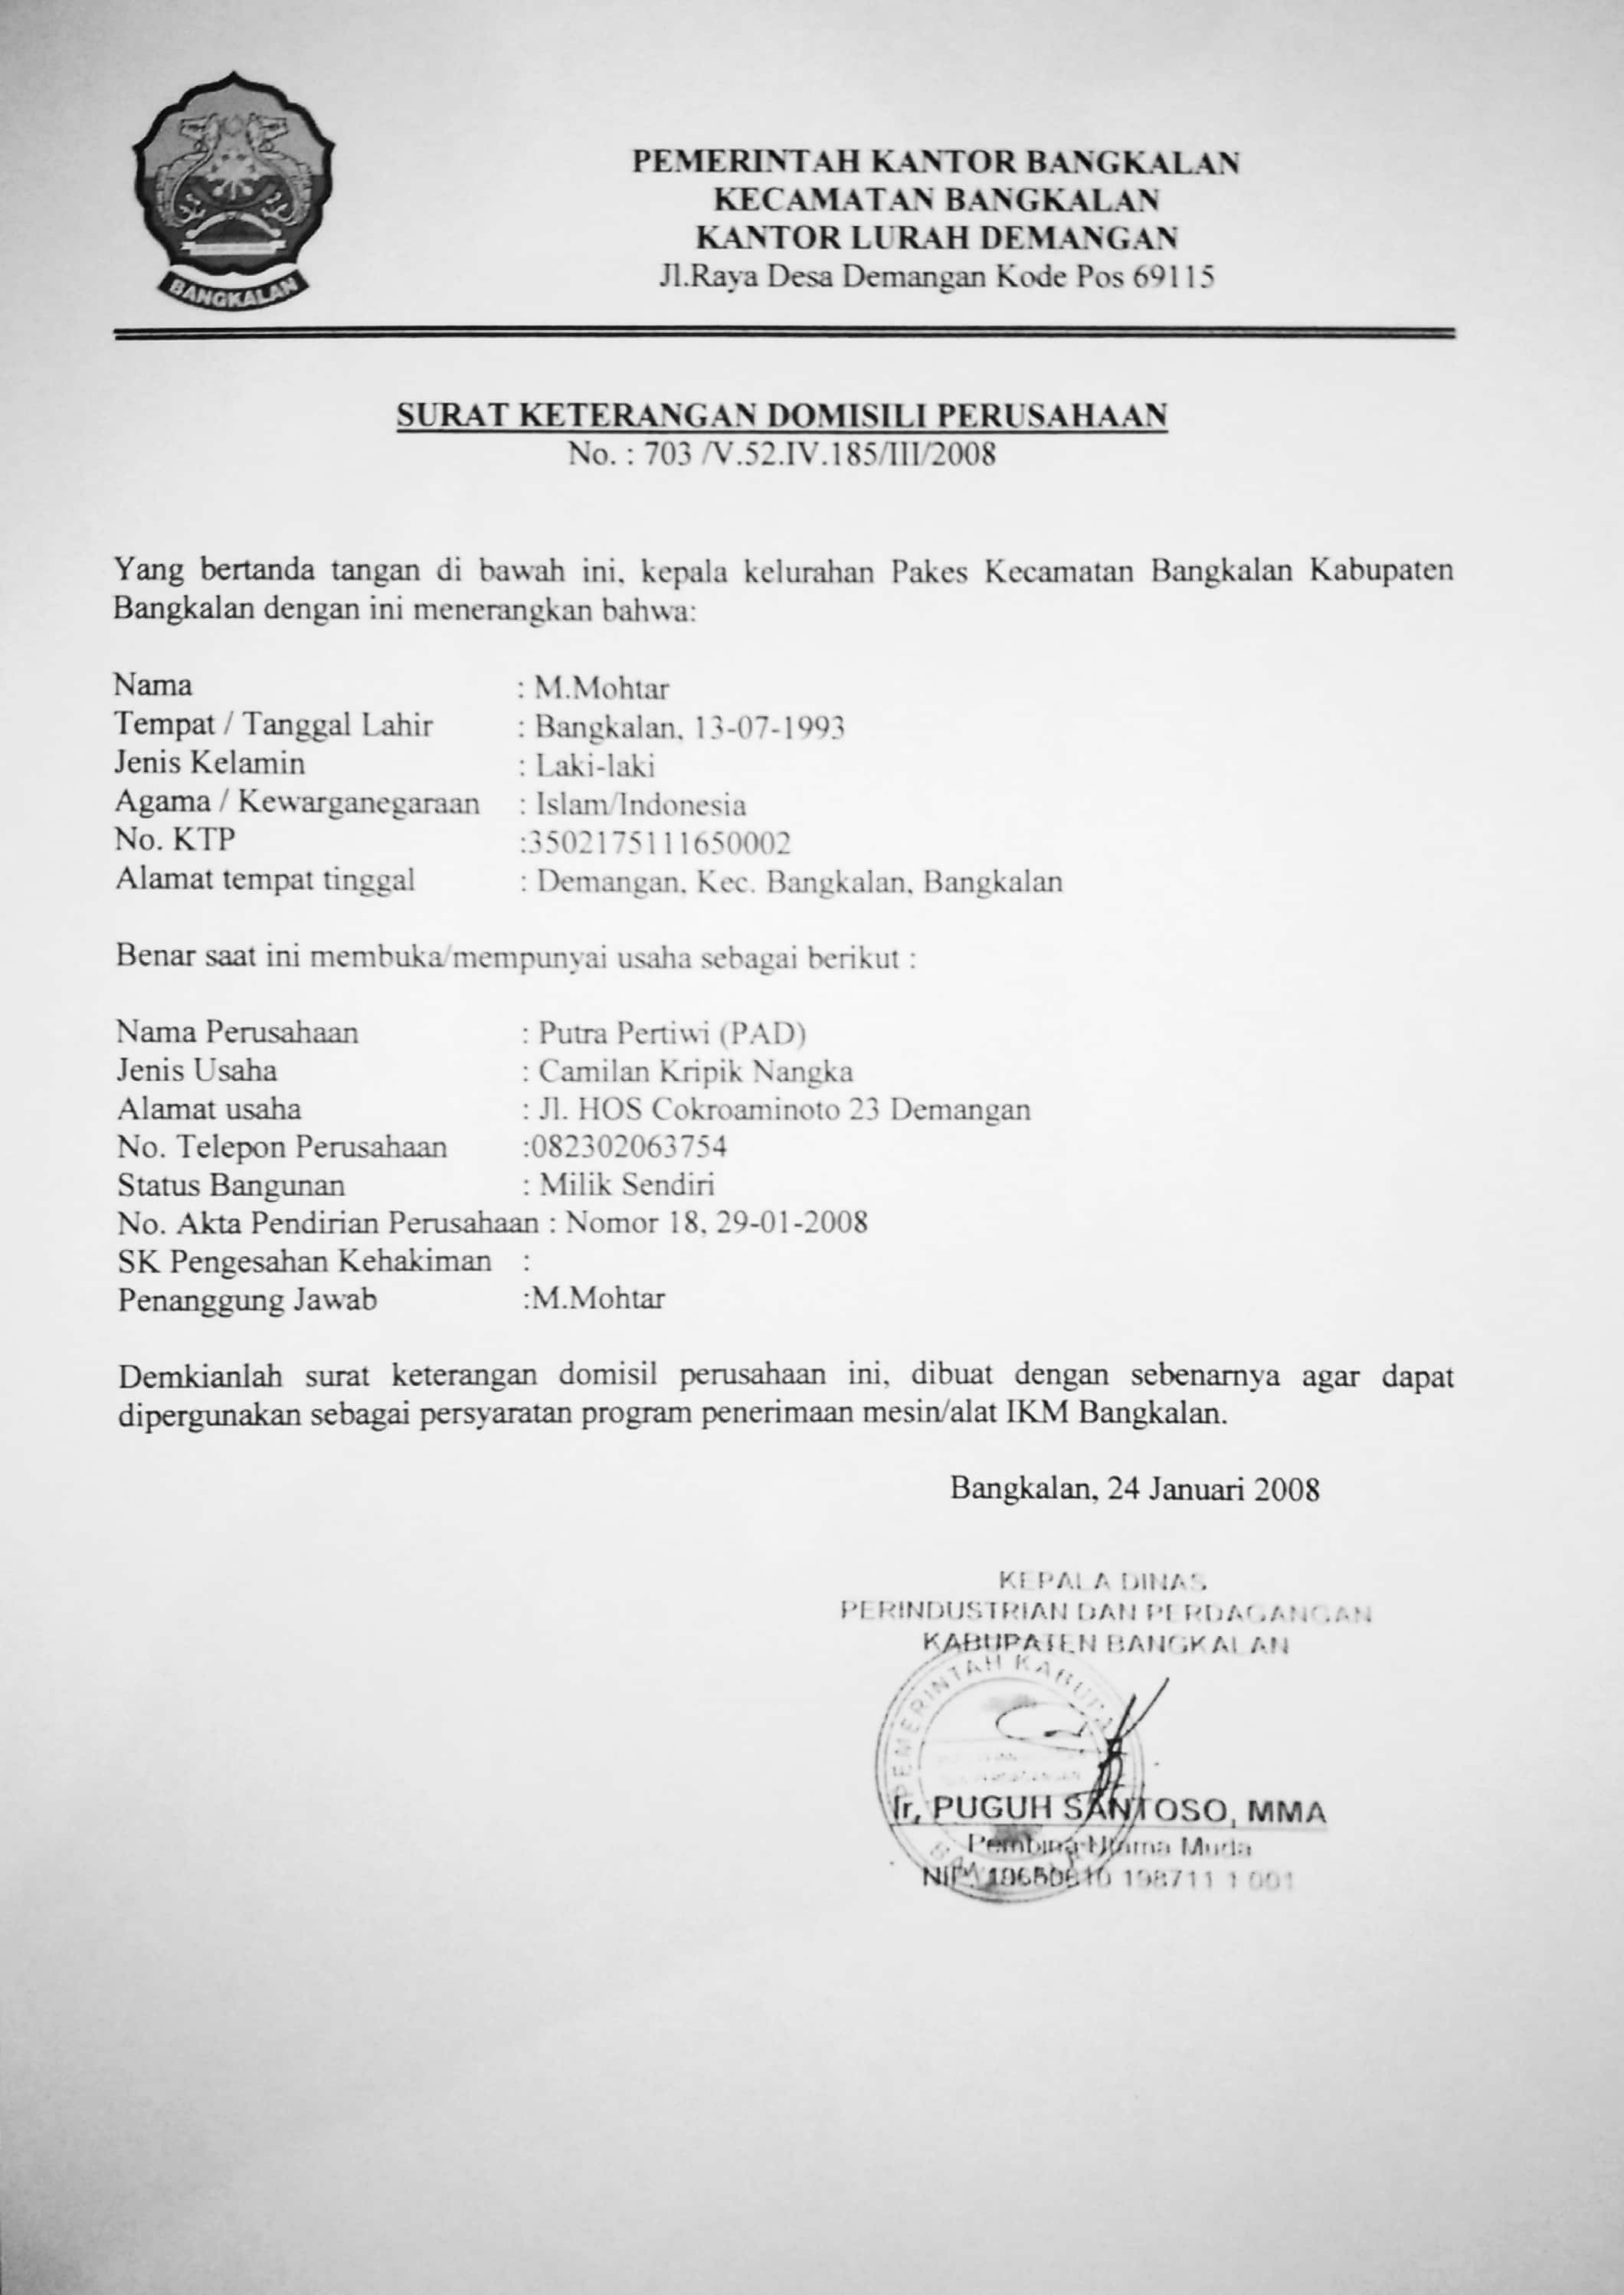 BANGKALAN
PEMERINTAH KANTOR BANGKALAN
KECAMATAN BANGKALAN
KANTOR LURAH DEMANGAN
Jl.Raya Desa Demangan Kode Pos 69115
SURAT KETERANGAN DOMISILI PERUSAHAAN
No. : 703 /V.52.IV.185/III/2008
Yang bertanda tangan di bawah ini, kepala kelurahan Pakes Kecamatan Bangkalan Kabupaten
Bangkalan dengan ini menerangkan bahwa:
Nama : M.Mohtar
Tempat / Tanggal Lahir : Bangkalan, 13-07-1993
Jenis Kelamin : Laki-laki
Agama / Kewarganegaraan : Islam/Indonesia
No. KTP :3502175111650002
Alamat tempat tinggal : Demangan, Kec. Bangkalan, Bangkalan
Benar saat ini membuka/mempunyai usaha sebagai berikut :
Nama Perusahaan : Putra Pertiwi (PAD)
Jenis Usaha : Camilan Kripik Nangka
Alamat usaha : Jl. HOS Cokroaminoto 23 Demangan
No. Telepon Perusahaan :082302063754
Status Bangunan : Milik Sendiri
No. Akta Pendirian Perusahaan : Nomor 18, 29-01-2008
SK Pengesahan Kehakiman :
Penanggung Jawab :M.Mohtar
Demkianlah surat keterangan domisil perusahaan ini, dibuat dengan sebenarnya agar dapat
dipergunakan sebagai persyaratan program penerimaan mesin/alat IKM Bangkalan.
Bangkalan, 24 Januari 2008
KEPALA DINAS
PERINDUSTRIAN DAN PERDAGANGAN
KABUPATEN BANGKALAN
PEMERINTAH KABUPA
Ir, PUGUH SANTOSO, MMA
Pembina Utama Muda
NIP. 198711 1 001